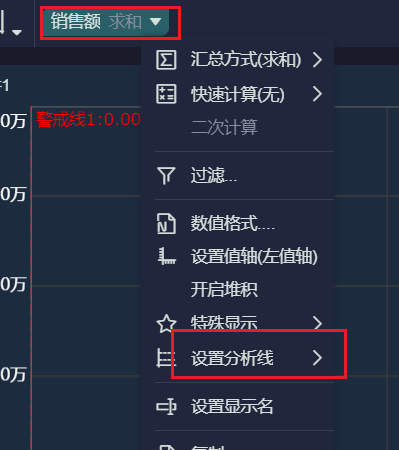 销售额 求和
汇总方式(求和)
快速计算(无)
二次计算
过滤...
数值格式....
设置值轴(左值轴)
开启堆积
特殊显示
设置分析线
设置显示名
复制
1
0万
警戒线1:0.00
0万
0万
0万